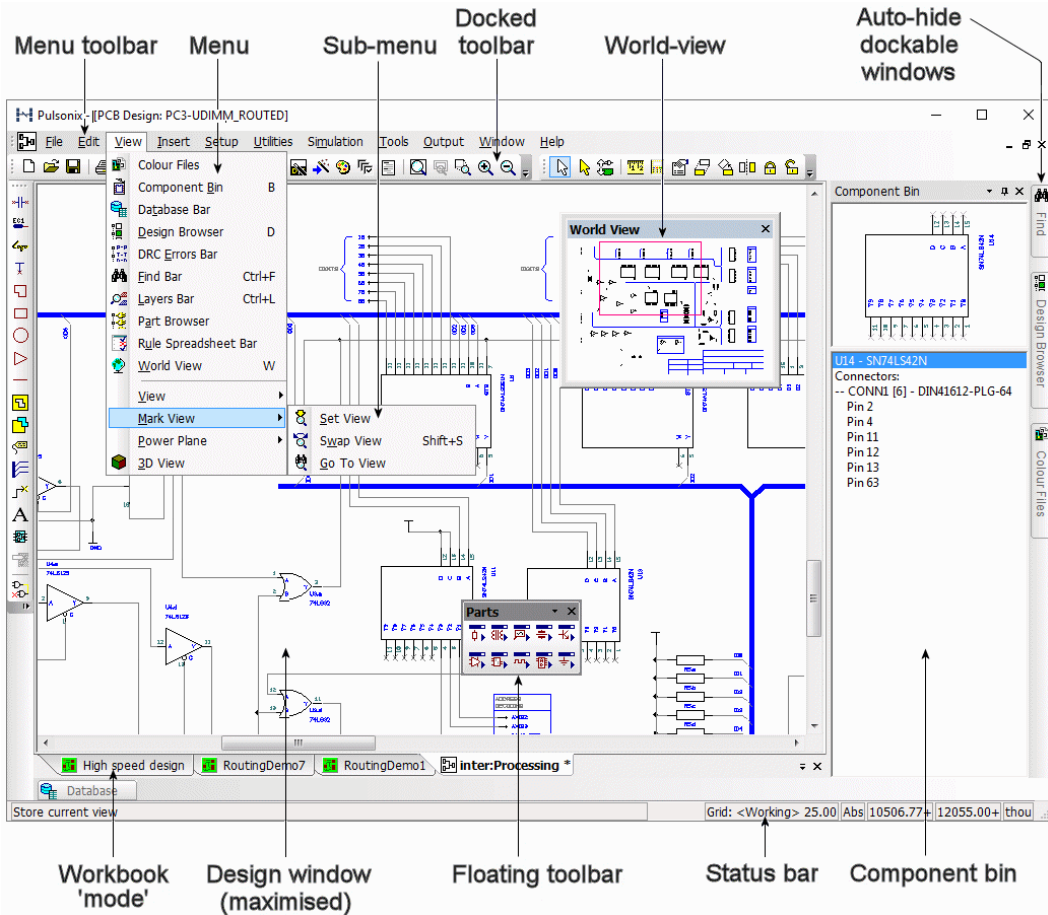 Docked
Auto-hide
Menu toolbar
Menu
Sub-menu
toolbar
World-view
dockable
windows
Pulsonix - [[PCB Design: PC3-UDIMM_ROUTED]
File Edit View Insert Setup Utilities Simulation Tools Output Window Help
Colour Files
Component Bin B
Database Bar
Design Browser D
DRC Errors Bar
Find Bar Ctrl+F
Layers Bar Ctrl+L
Part Browser
Rule Spreadsheet Bar
World View W
View
Mark View
Power Plane
3D View
Set View
Swap View Shift+S
Go To View
World View
Component Bin
U14 - SN74LS42N
Connectors:
-- CONN1 [6] - DIN41612-PLG-64
Pin 2
Pin 4
Pin 11
Pin 12
Pin 13
Pin 63
Find
Design Browser
Colour Files
Parts
High speed design
RoutingDemo7
RoutingDemo1
inter:Processing *
Database
Store current view
Grid: <Working> 25.00 Abs 10506.77+ 12055.00+ thou
Workbook
'mode'
Design window
(maximised)
Floating toolbar
Status bar
Component bin